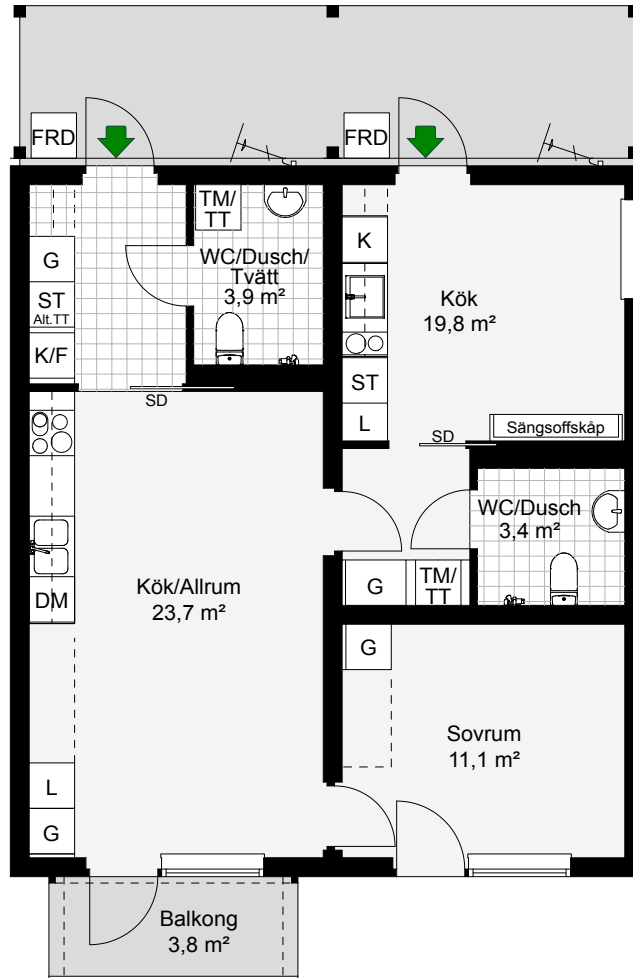 FRD
FRD
TM/
TT
WC/Dusch/
Tvätt
3,9 m²
G
ST
Alt.TT
K/F
SD
K
Kök
19,8 m²
ST
L
Sängsoffskåp
SD
WC/Dusch
3,4 m²
G
TM/
TT
DM
Kök/Allrum
23,7 m²
G
Sovrum
11,1 m²
L
G
Balkong
3,8 m²